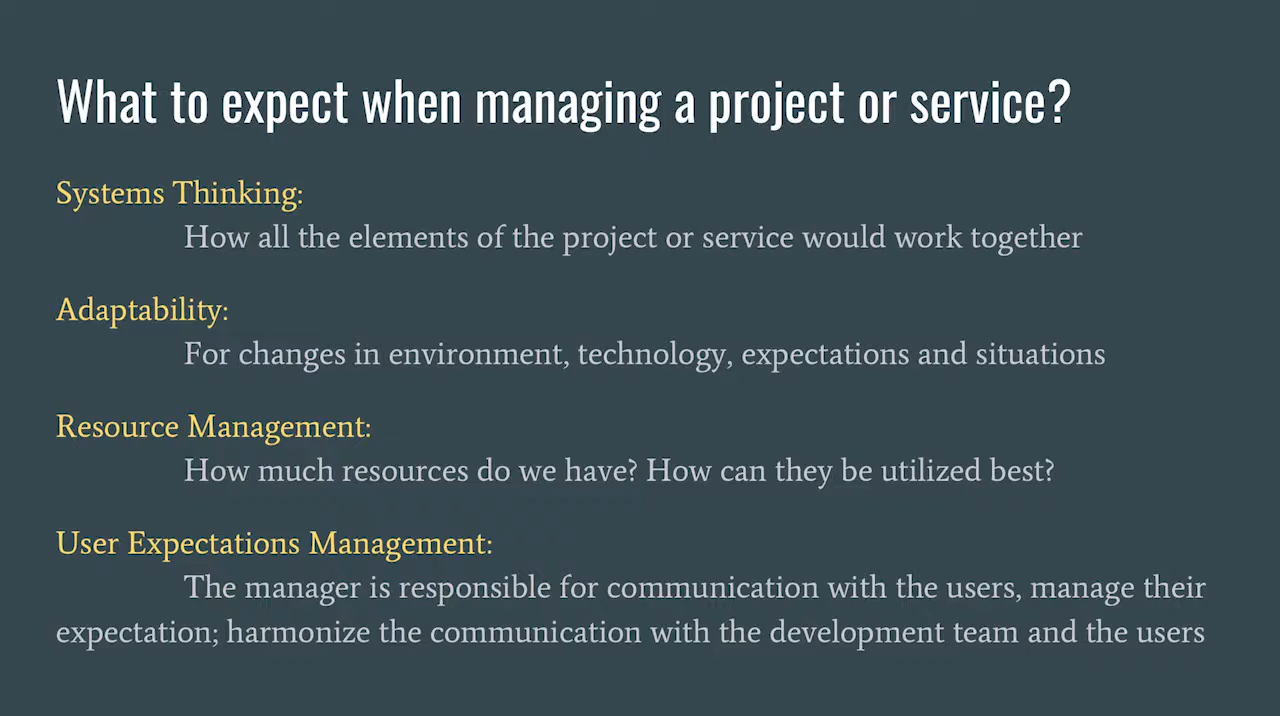 What to expect when managing a project or service?
Systems Thinking:
How all the elements of the project or service would work together
Adaptability:
For changes in environment, technology, expectations and situations
Resource Management:
How much resources do we have? How can they be utilized best?
User Expectations Management:
The manager is responsible for communication with the users, manage their
expectation; harmonize the communication with the development team and the users